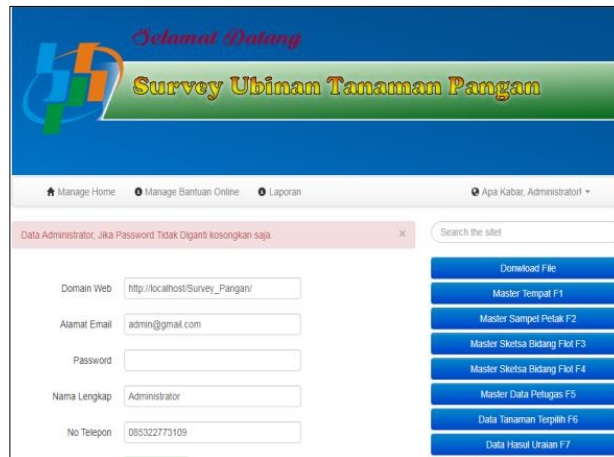 Selamat Datang
Survey Ubinan Tanaman Pangan
Manage Home Manage Bantuan Online Laporan Apa Kabar, Administrator!
Data Administrator, Jika Password Tidak Diganti kosongkan saja. ×
Search the site!
Domain Web http://localhost/Survey_Pangan/
Alamat Email admin@gmail.com
Password
Nama Lengkap Administrator
No Telepon 085322773109
Donwload File
Master Tempat F1
Master Sampel Petak F2
Master Sketsa Bidang Flot F3
Master Sketsa Bidang Flot F4
Master Data Petugas F5
Data Tanaman Terpilih F6
Data Hasul Uraian F7